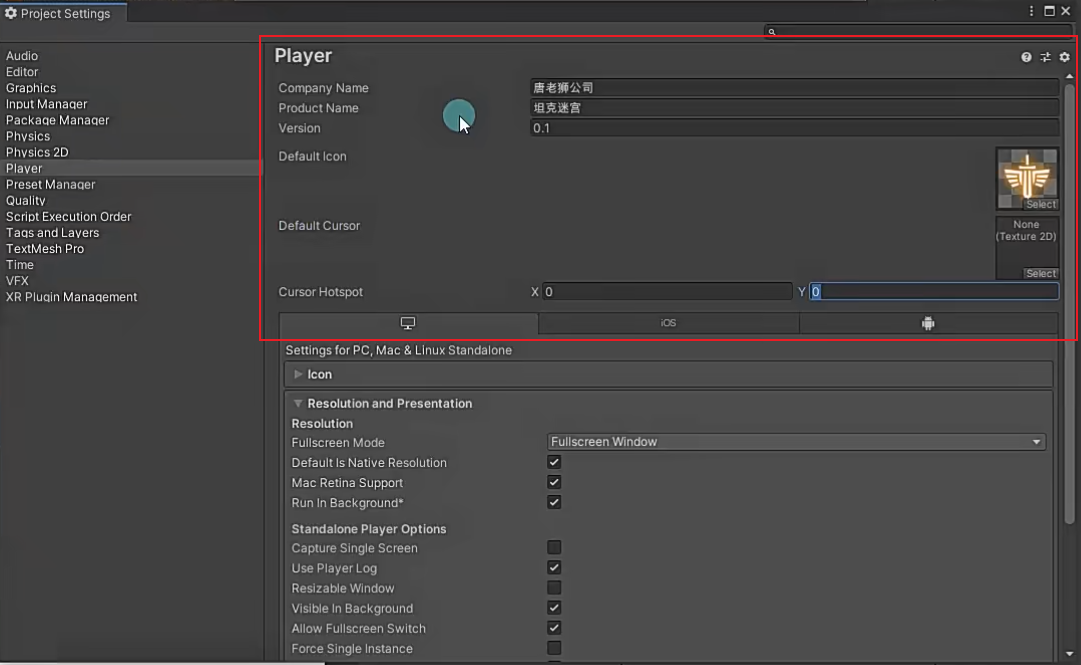 Project Settings
Audio
Editor
Graphics
Input Manager
Package Manager
Physics
Physics 2D
Player
Preset Manager
Quality
Script Execution Order
Tags and Layers
TextMesh Pro
Time
VFX
XR Plugin Management
Player
Company Name 唐老狮公司
Product Name 坦克迷宫
Version 0.1
Default Icon
Select
Default Cursor
None
(Texture 2D)
Select
Cursor Hotspot X 0 Y 0
iOS
Settings for PC, Mac & Linux Standalone
Icon
Resolution and Presentation
Resolution
Fullscreen Mode Fullscreen Window
Default Is Native Resolution
Mac Retina Support
Run In Background*
Standalone Player Options
Capture Single Screen
Use Player Log
Resizable Window
Visible In Background
Allow Fullscreen Switch
Force Single Instance